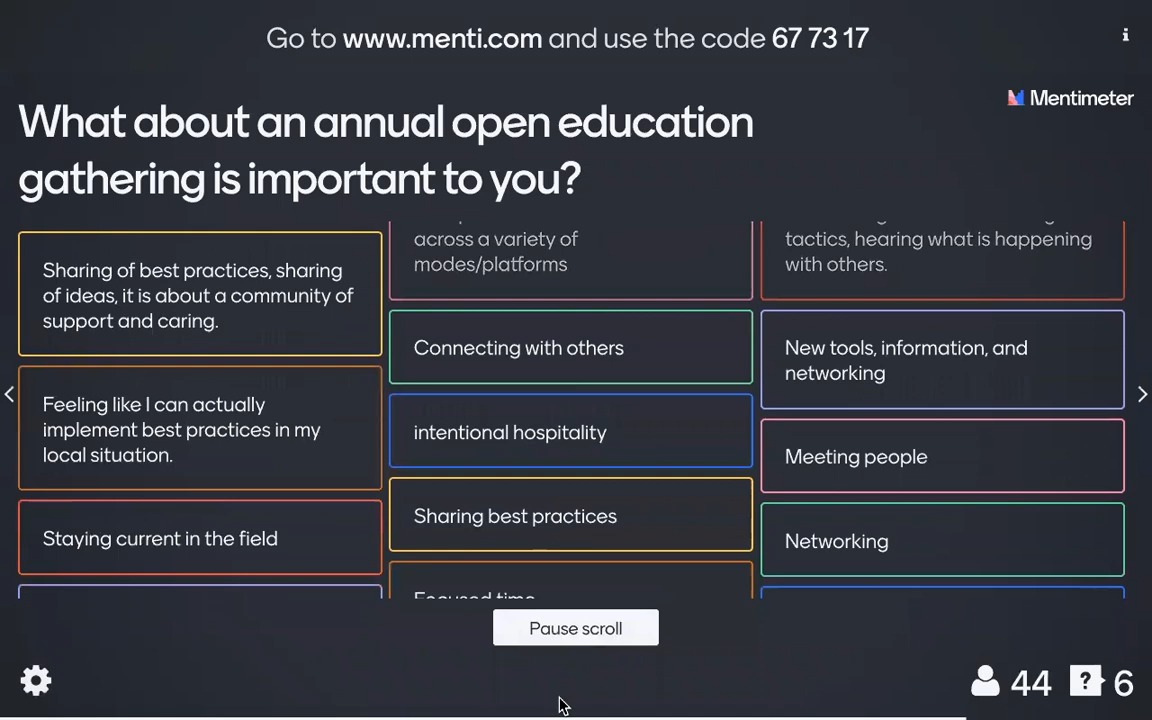 Go to www.menti.com and use the code 67 73 17
i
Mentimeter
What about an annual open education
gathering is important to you?
Sharing of best practices, sharing
of ideas, it is about a community of
support and caring.
Feeling like I can actually
implement best practices in my
local situation.
Staying current in the field
across a variety of
modes/platforms
Connecting with others
intentional hospitality
Sharing best practices
Focused time
tactics, hearing what is happening
with others.
New tools, information, and
networking
Meeting people
Networking
Pause scroll
44
?
6